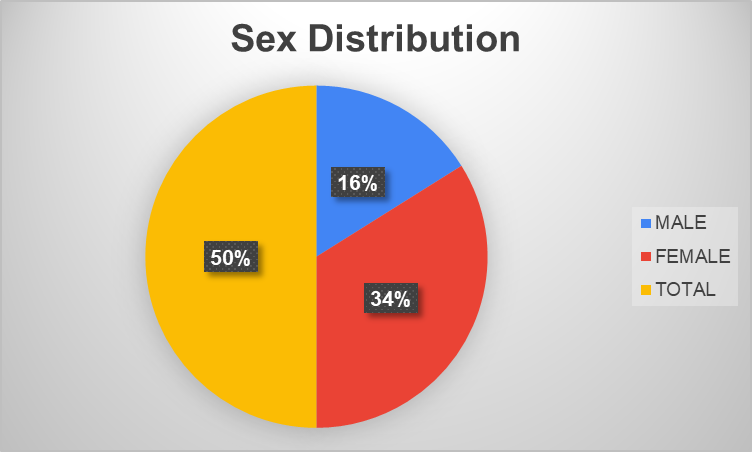 Sex Distribution
16%
50%
34%
MALE
FEMALE
TOTAL